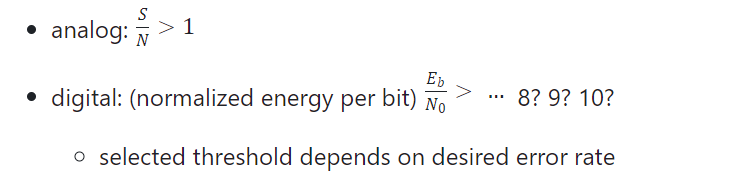 • analog: S/N > 1
• digital: (normalized energy per bit) E_b/N_0 > ⋯ 8? 9? 10?
○ selected threshold depends on desired error rate